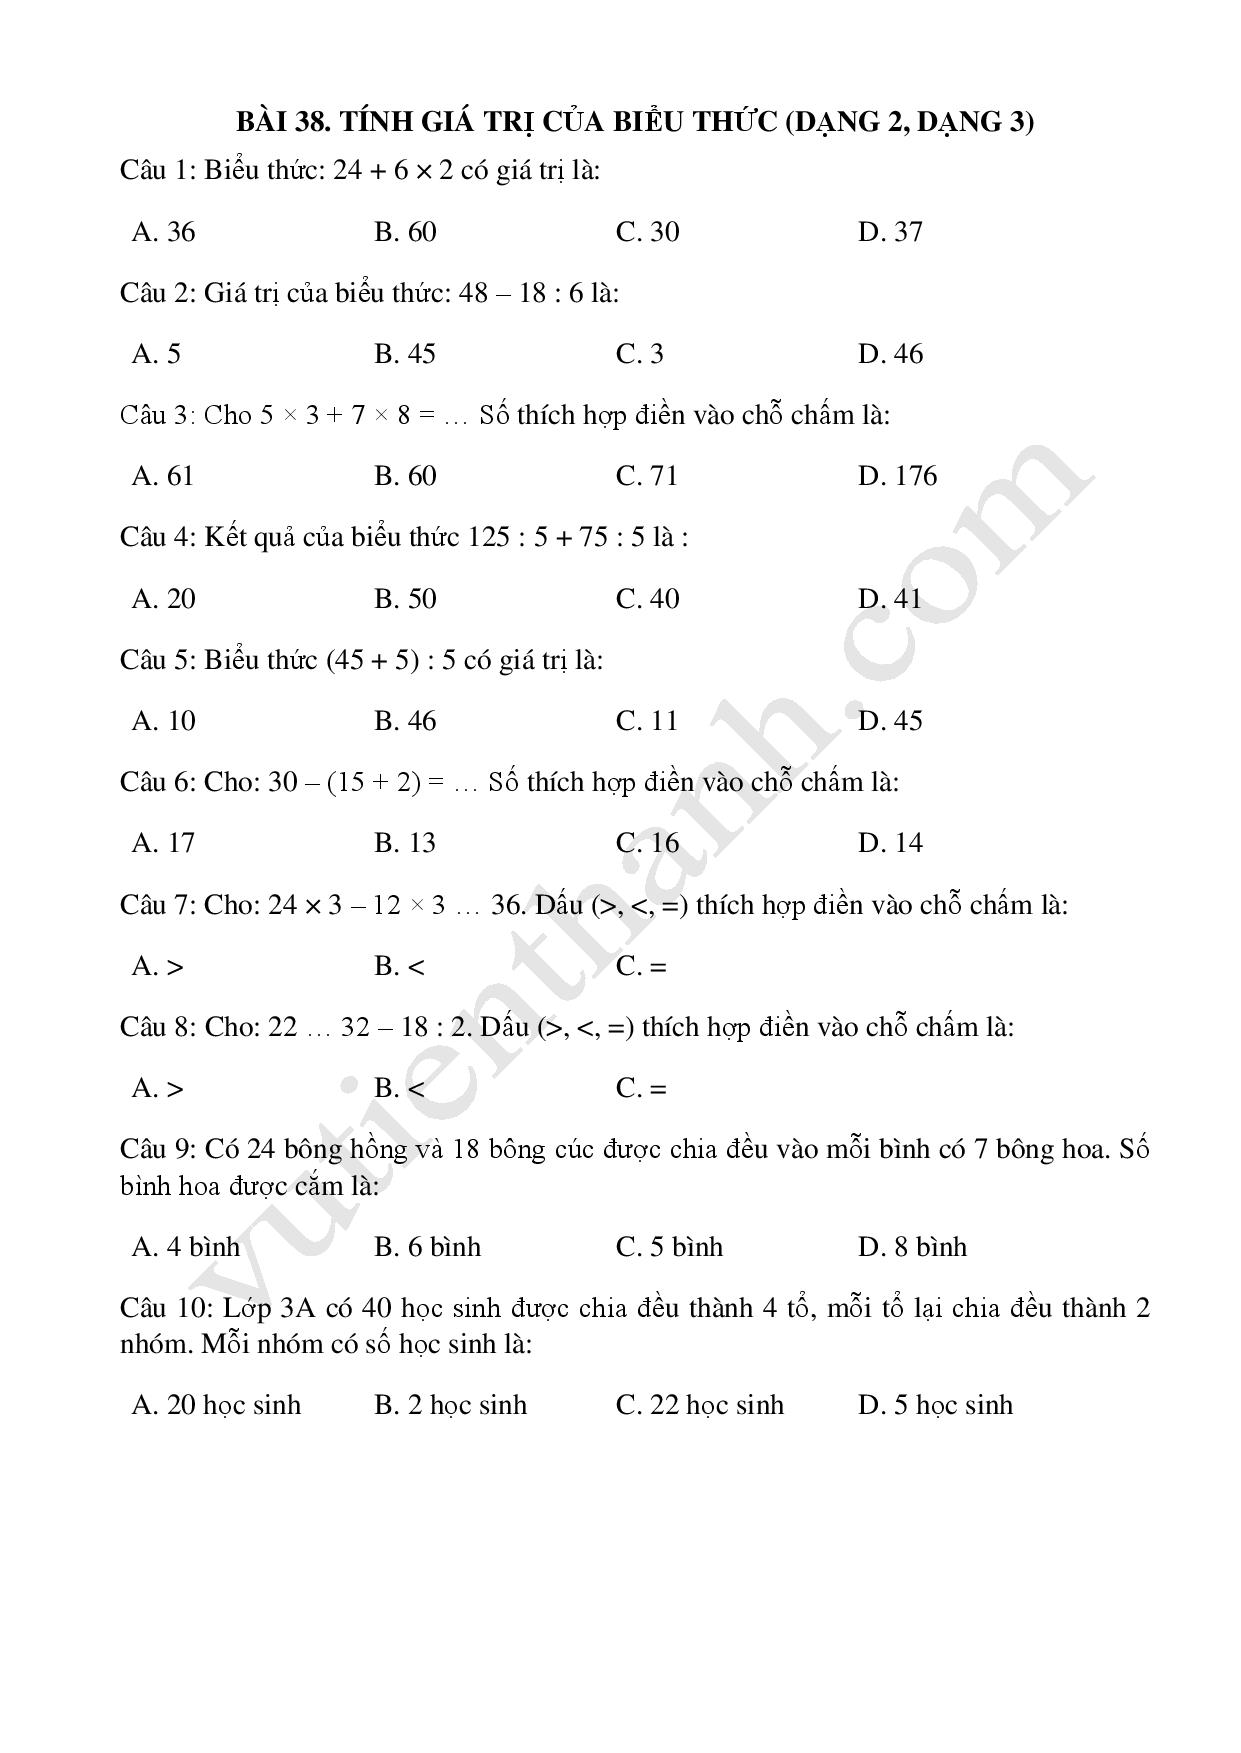 BÀI 38. TÍNH GIÁ TRỊ CỦA BIỂU THỨC (DẠNG 2, DẠNG 3)
Câu 1: Biểu thức: 24 + 6 × 2 có giá trị là:
A. 36 B. 60 C. 30 D. 37
Câu 2: Giá trị của biểu thức: 48 – 18 : 6 là:
A. 5 B. 45 C. 3 D. 46
Câu 3: Cho 5 × 3 + 7 × 8 = … Số thích hợp điền vào chỗ chấm là:
A. 61 B. 60 C. 71 D. 176
Câu 4: Kết quả của biểu thức 125 : 5 + 75 : 5 là :
A. 20 B. 50 C. 40 D. 41
Câu 5: Biểu thức (45 + 5) : 5 có giá trị là:
A. 10 B. 46 C. 11 D. 45
Câu 6: Cho: 30 – (15 + 2) = … Số thích hợp điền vào chỗ chấm là:
A. 17 B. 13 C. 16 D. 14
Câu 7: Cho: 24 × 3 – 12 × 3 … 36. Dấu (>, <, =) thích hợp điền vào chỗ chấm là:
A. > B. < C. =
Câu 8: Cho: 22 … 32 – 18 : 2. Dấu (>, <, =) thích hợp điền vào chỗ chấm là:
A. > B. < C. =
Câu 9: Có 24 bông hồng và 18 bông cúc được chia đều vào mỗi bình có 7 bông hoa. Số
bình hoa được cắm là:
A. 4 bình B. 6 bình C. 5 bình D. 8 bình
Câu 10: Lớp 3A có 40 học sinh được chia đều thành 4 tổ, mỗi tổ lại chia đều thành 2
nhóm. Mỗi nhóm có số học sinh là:
A. 20 học sinh B. 2 học sinh C. 22 học sinh D. 5 học sinh
vutienthanh.com